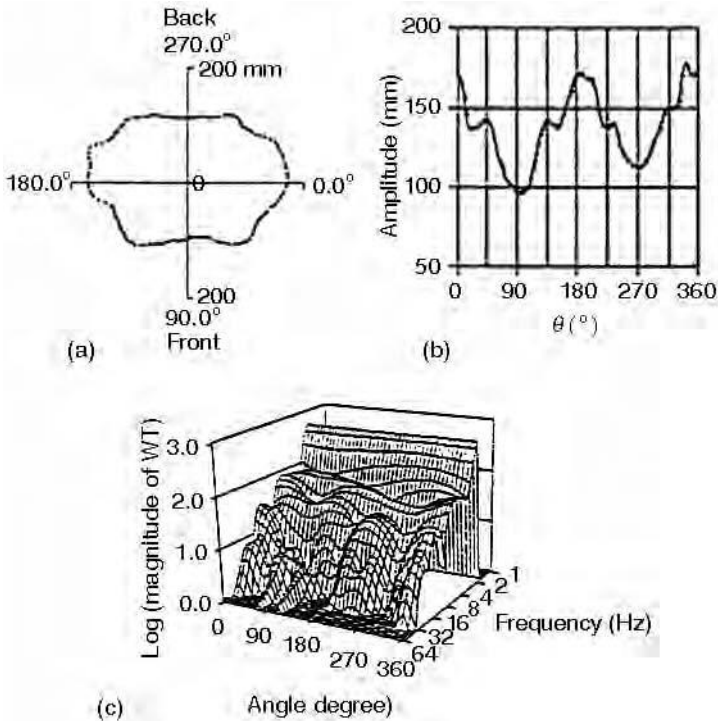 Back
270.0°
200 mm
180.0°
0
0.0°
200
90.0°
Front
(a)
Amplitude (mm)
200
150
100
50
0 90 180 270 360
θ (°)
(b)
Log (magnitude of WT)
3.0
2.0
1.0
0.0
0 90 180 270 360
64 32 16 8 4 2 1
Frequency (Hz)
Angle degree)
(c)